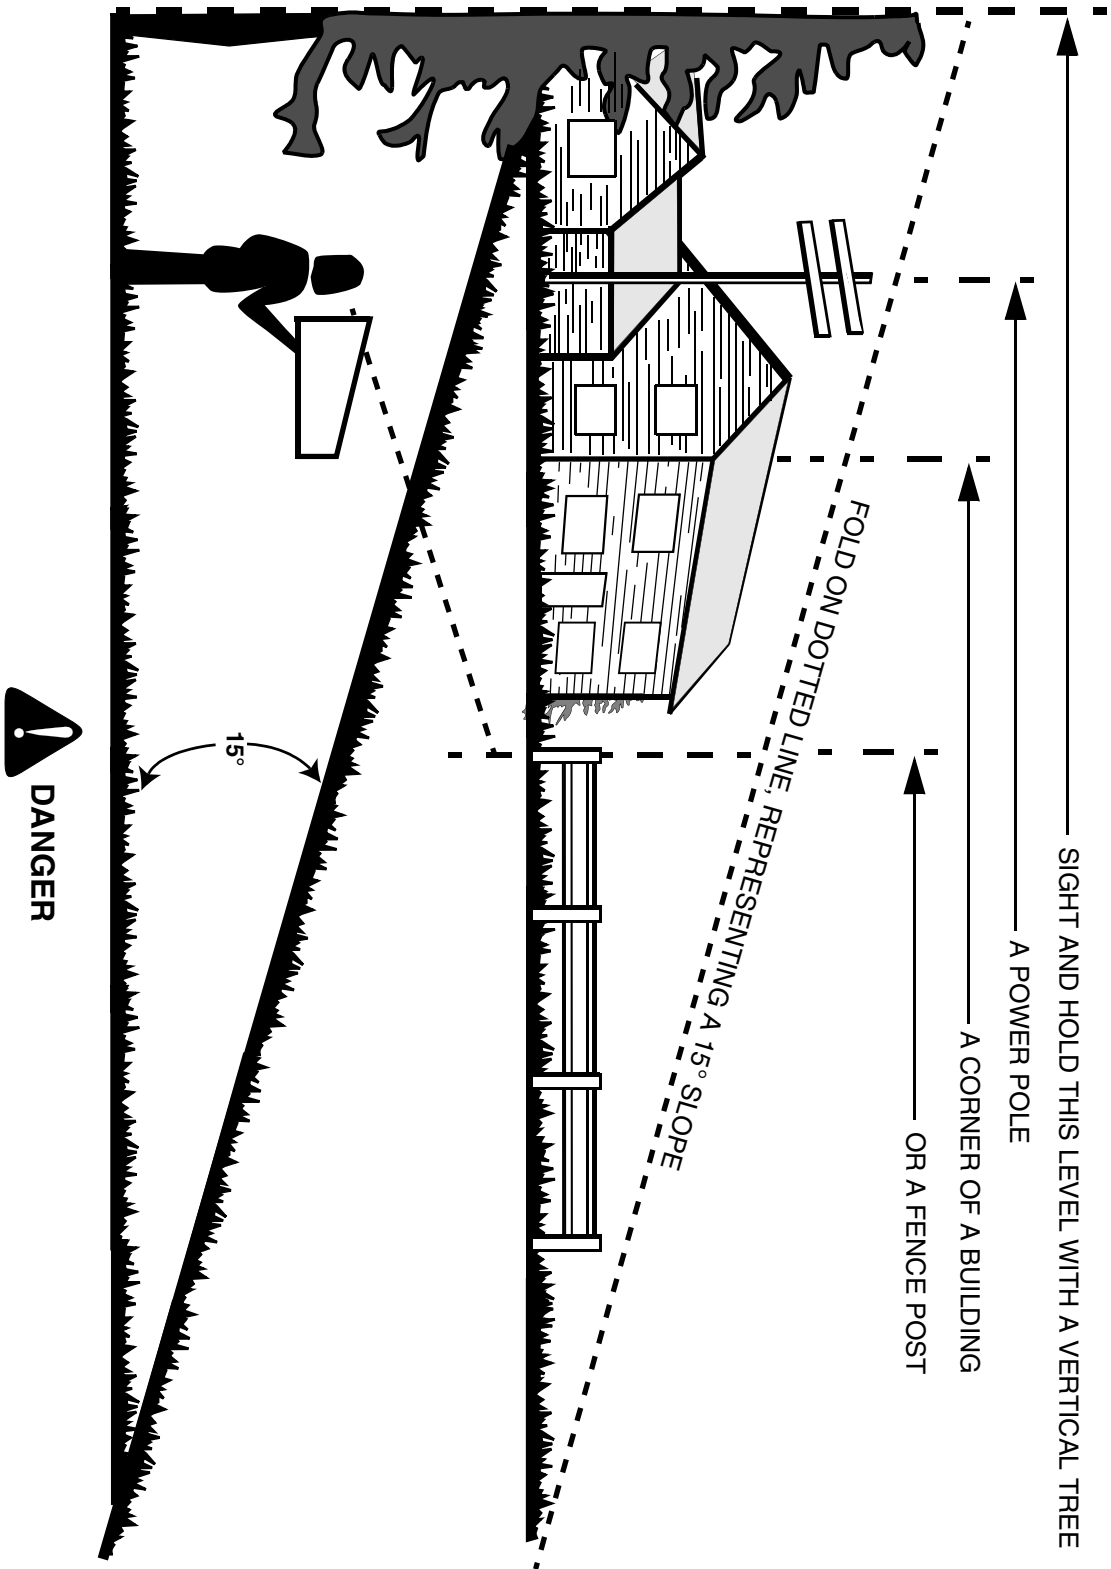 SIGHT AND HOLD THIS LEVEL WITH A VERTICAL TREE
A POWER POLE
A CORNER OF A BUILDING
OR A FENCE POST
FOLD ON DOTTED LINE, REPRESENTING A 15° SLOPE
15°
DANGER